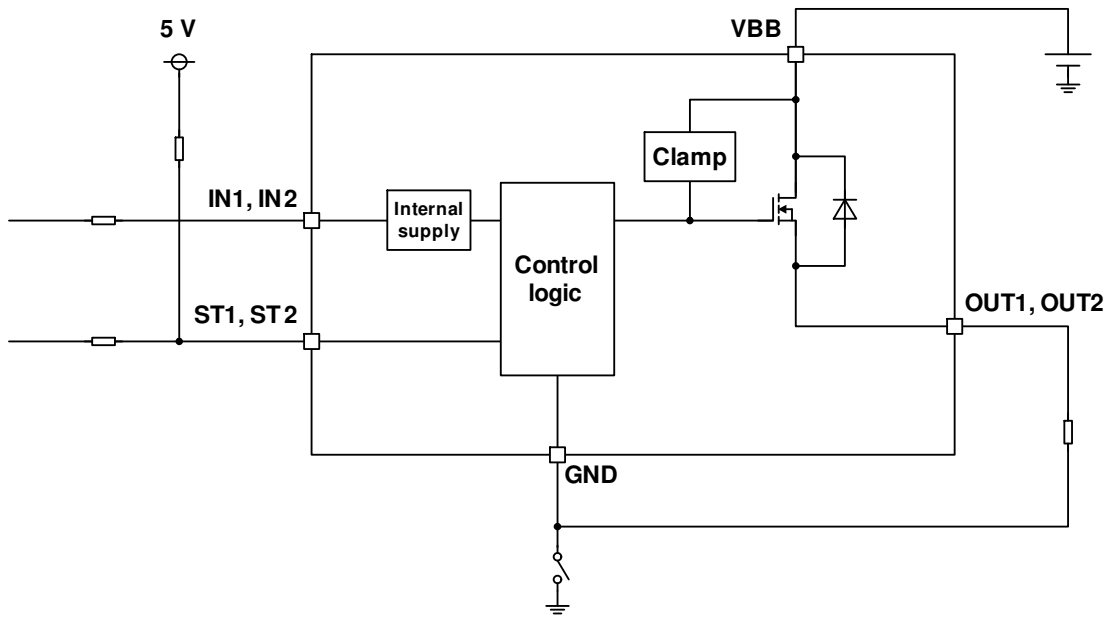 5 V
VBB
Clamp
IN1, IN2
Internal
supply
Control
logic
ST1, ST2
OUT1, OUT2
GND